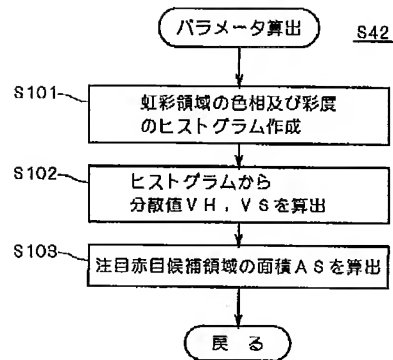 パラメータ算出
S42
S101
虹彩領域の色相及び彩度
のヒストグラム作成
S102
ヒストグラムから
分散値VH,VSを算出
S103
注目赤目候補領域の面積ASを算出
戻る